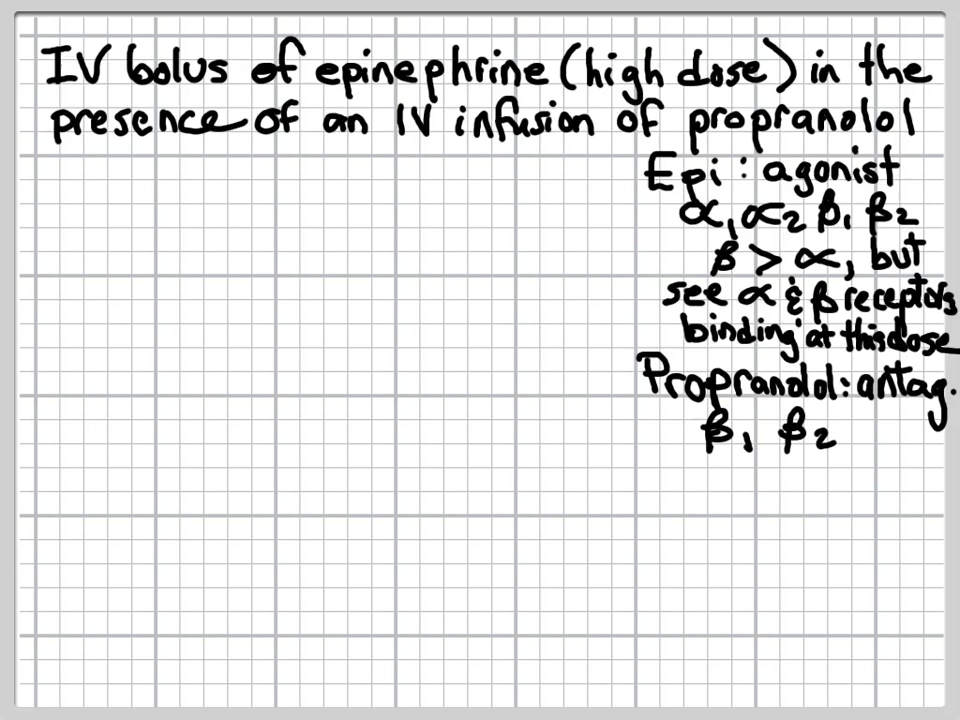 IV bolus of epinephrine (high dose) in the
presence of an IV infusion of propranolol
Epi : agonist
α1 α2 β1 β2
β > α, but
see α & β receptors
binding at this dose
Propranolol: antag.
β1 β2